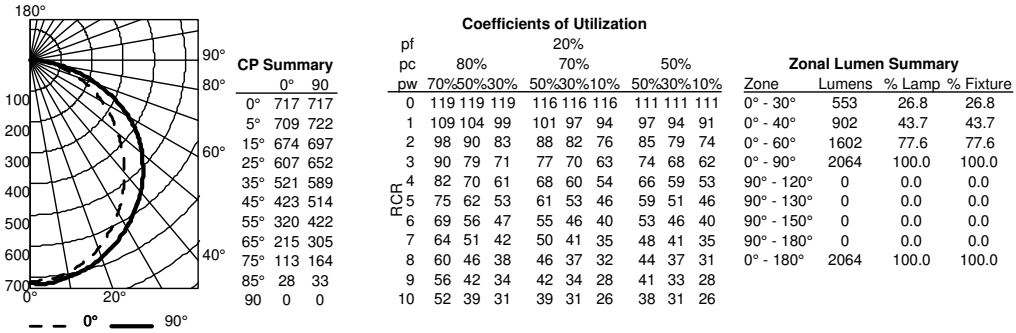 180°
90°
80°
60°
40°
100
200
300
400
500
600
700
0°
20°
0°
90°
CP Summary
0° 90
0° 717 717
5° 709 722
15° 674 697
25° 607 652
35° 521 589
45° 423 514
55° 320 422
65° 215 305
75° 113 164
85° 28 33
90 0 0
Coefficients of Utilization
pf 20%
pc 80% 70% 50%
pw 70%50%30% 50%30%10% 50%30%10%
RCR
0 119 119 119 116 116 116 111 111 111
1 109 104 99 101 97 94 97 94 91
2 98 90 83 88 82 76 85 79 74
3 90 79 71 77 70 63 74 68 62
4 82 70 61 68 60 54 66 59 53
5 75 62 53 61 53 46 59 51 46
6 69 56 47 55 46 40 53 46 40
7 64 51 42 50 41 35 48 41 35
8 60 46 38 46 37 32 44 37 31
9 56 42 34 42 34 28 41 33 28
10 52 39 31 39 31 26 38 31 26
Zonal Lumen Summary
Zone Lumens % Lamp % Fixture
0° - 30° 553 26.8 26.8
0° - 40° 902 43.7 43.7
0° - 60° 1602 77.6 77.6
0° - 90° 2064 100.0 100.0
90° - 120° 0 0.0 0.0
90° - 130° 0 0.0 0.0
90° - 150° 0 0.0 0.0
90° - 180° 0 0.0 0.0
0° - 180° 2064 100.0 100.0